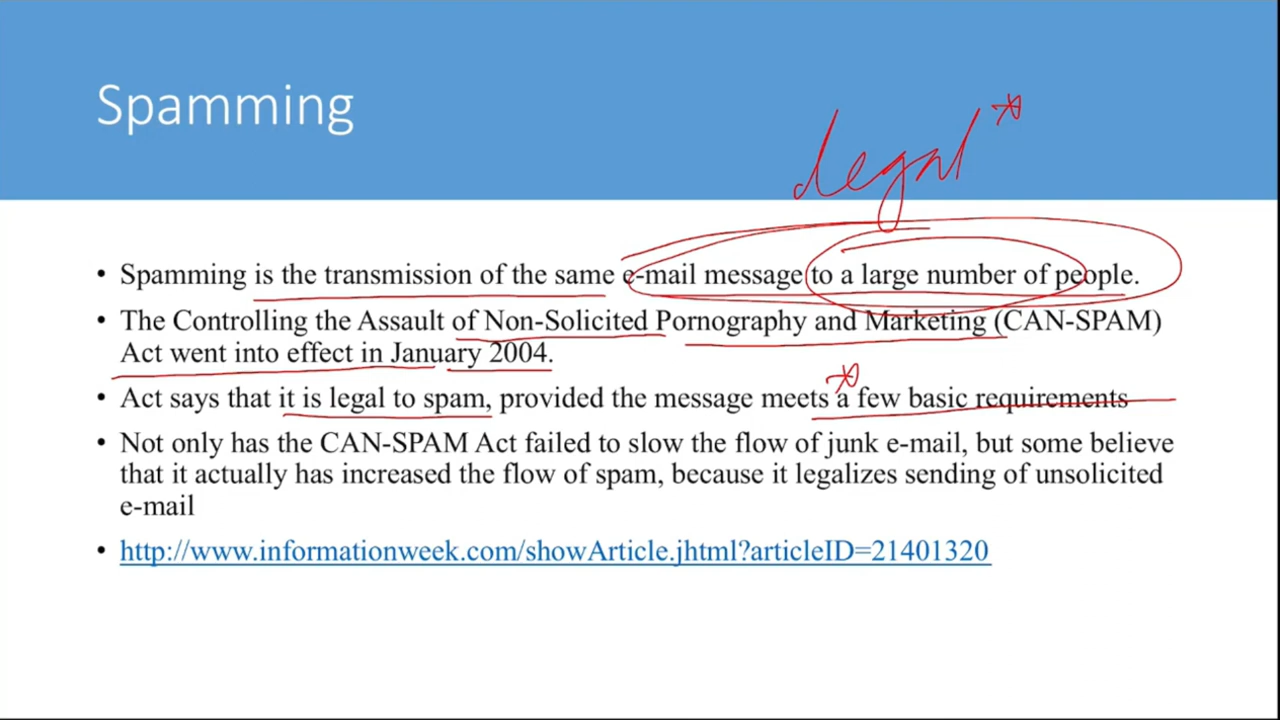 Spamming
legal*
• Spamming is the transmission of the same e-mail message to a large number of people.
• The Controlling the Assault of Non-Solicited Pornography and Marketing (CAN-SPAM)
Act went into effect in January 2004.
*
• Act says that it is legal to spam, provided the message meets a few basic requirements
• Not only has the CAN-SPAM Act failed to slow the flow of junk e-mail, but some believe
that it actually has increased the flow of spam, because it legalizes sending of unsolicited
e-mail
• http://www.informationweek.com/showArticle.jhtml?articleID=21401320